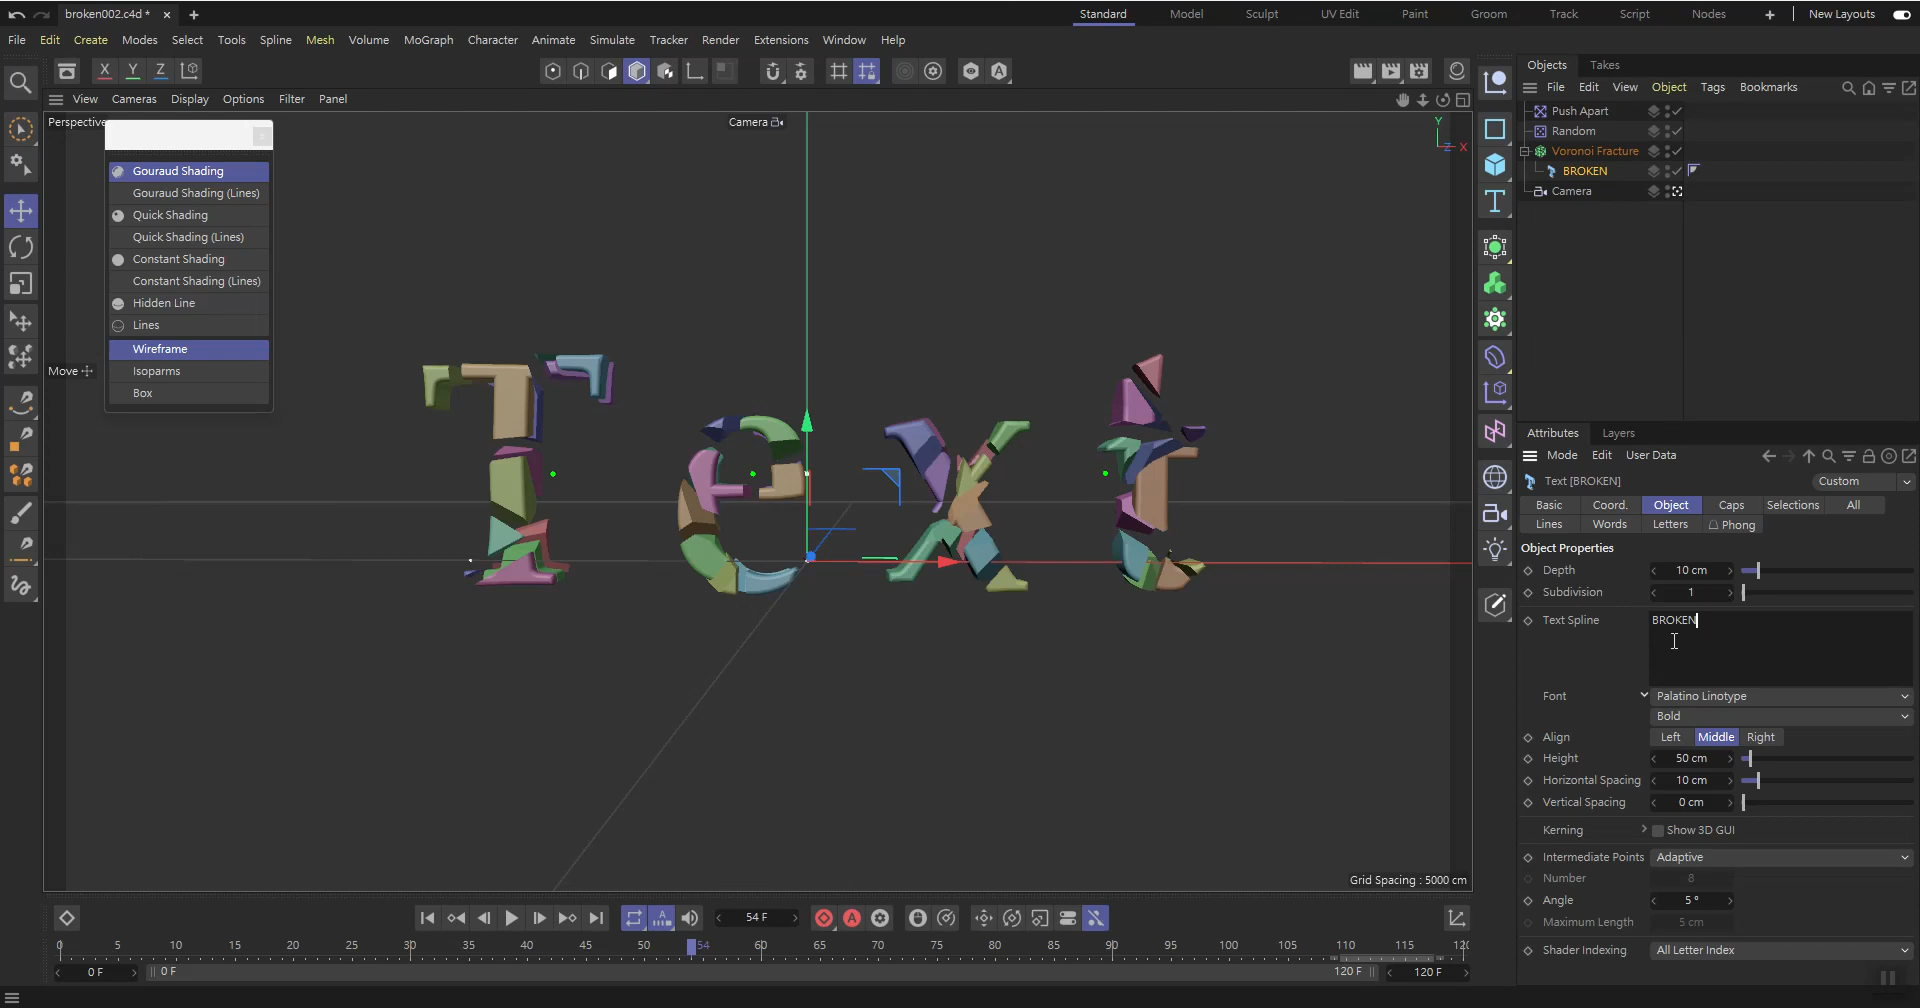 broken002.c4d *
Standard Model Sculpt UV Edit Paint Groom Track Script Nodes New Layouts
File Edit Create Modes Select Tools Spline Mesh Volume MoGraph Character Animate Simulate Tracker Render Extensions Window Help
X Y Z
Objects Takes
File Edit View Object Tags Bookmarks
View Cameras Display Options Filter Panel
Perspective
Camera
Y
Z X
Push Apart
Random
Voronoi Fracture
BROKEN
Camera
Gouraud Shading
Gouraud Shading (Lines)
Quick Shading
Quick Shading (Lines)
Constant Shading
Constant Shading (Lines)
Hidden Line
Lines
Wireframe
Isoparms
Box
Move
Text
Attributes Layers
Mode Edit User Data
Text [BROKEN]
Custom
Basic Coord. Object Caps Selections All
Lines Words Letters Phong
Object Properties
Depth 10 cm
Subdivision 1
Text Spline BROKEN
Font Palatino Linotype
Bold
Align Left Middle Right
Height 50 cm
Horizontal Spacing 10 cm
Vertical Spacing 0 cm
Kerning Show 3D GUI
Intermediate Points Adaptive
Number 8
Angle 5 °
Maximum Length 5 cm
Shader Indexing All Letter Index
Grid Spacing : 5000 cm
54 F
0 5 10 15 20 25 30 35 40 45 50 54 60 65 70 75 80 85 90 95 100 105 110 115 120
0 F 0 F 120 F 120 F